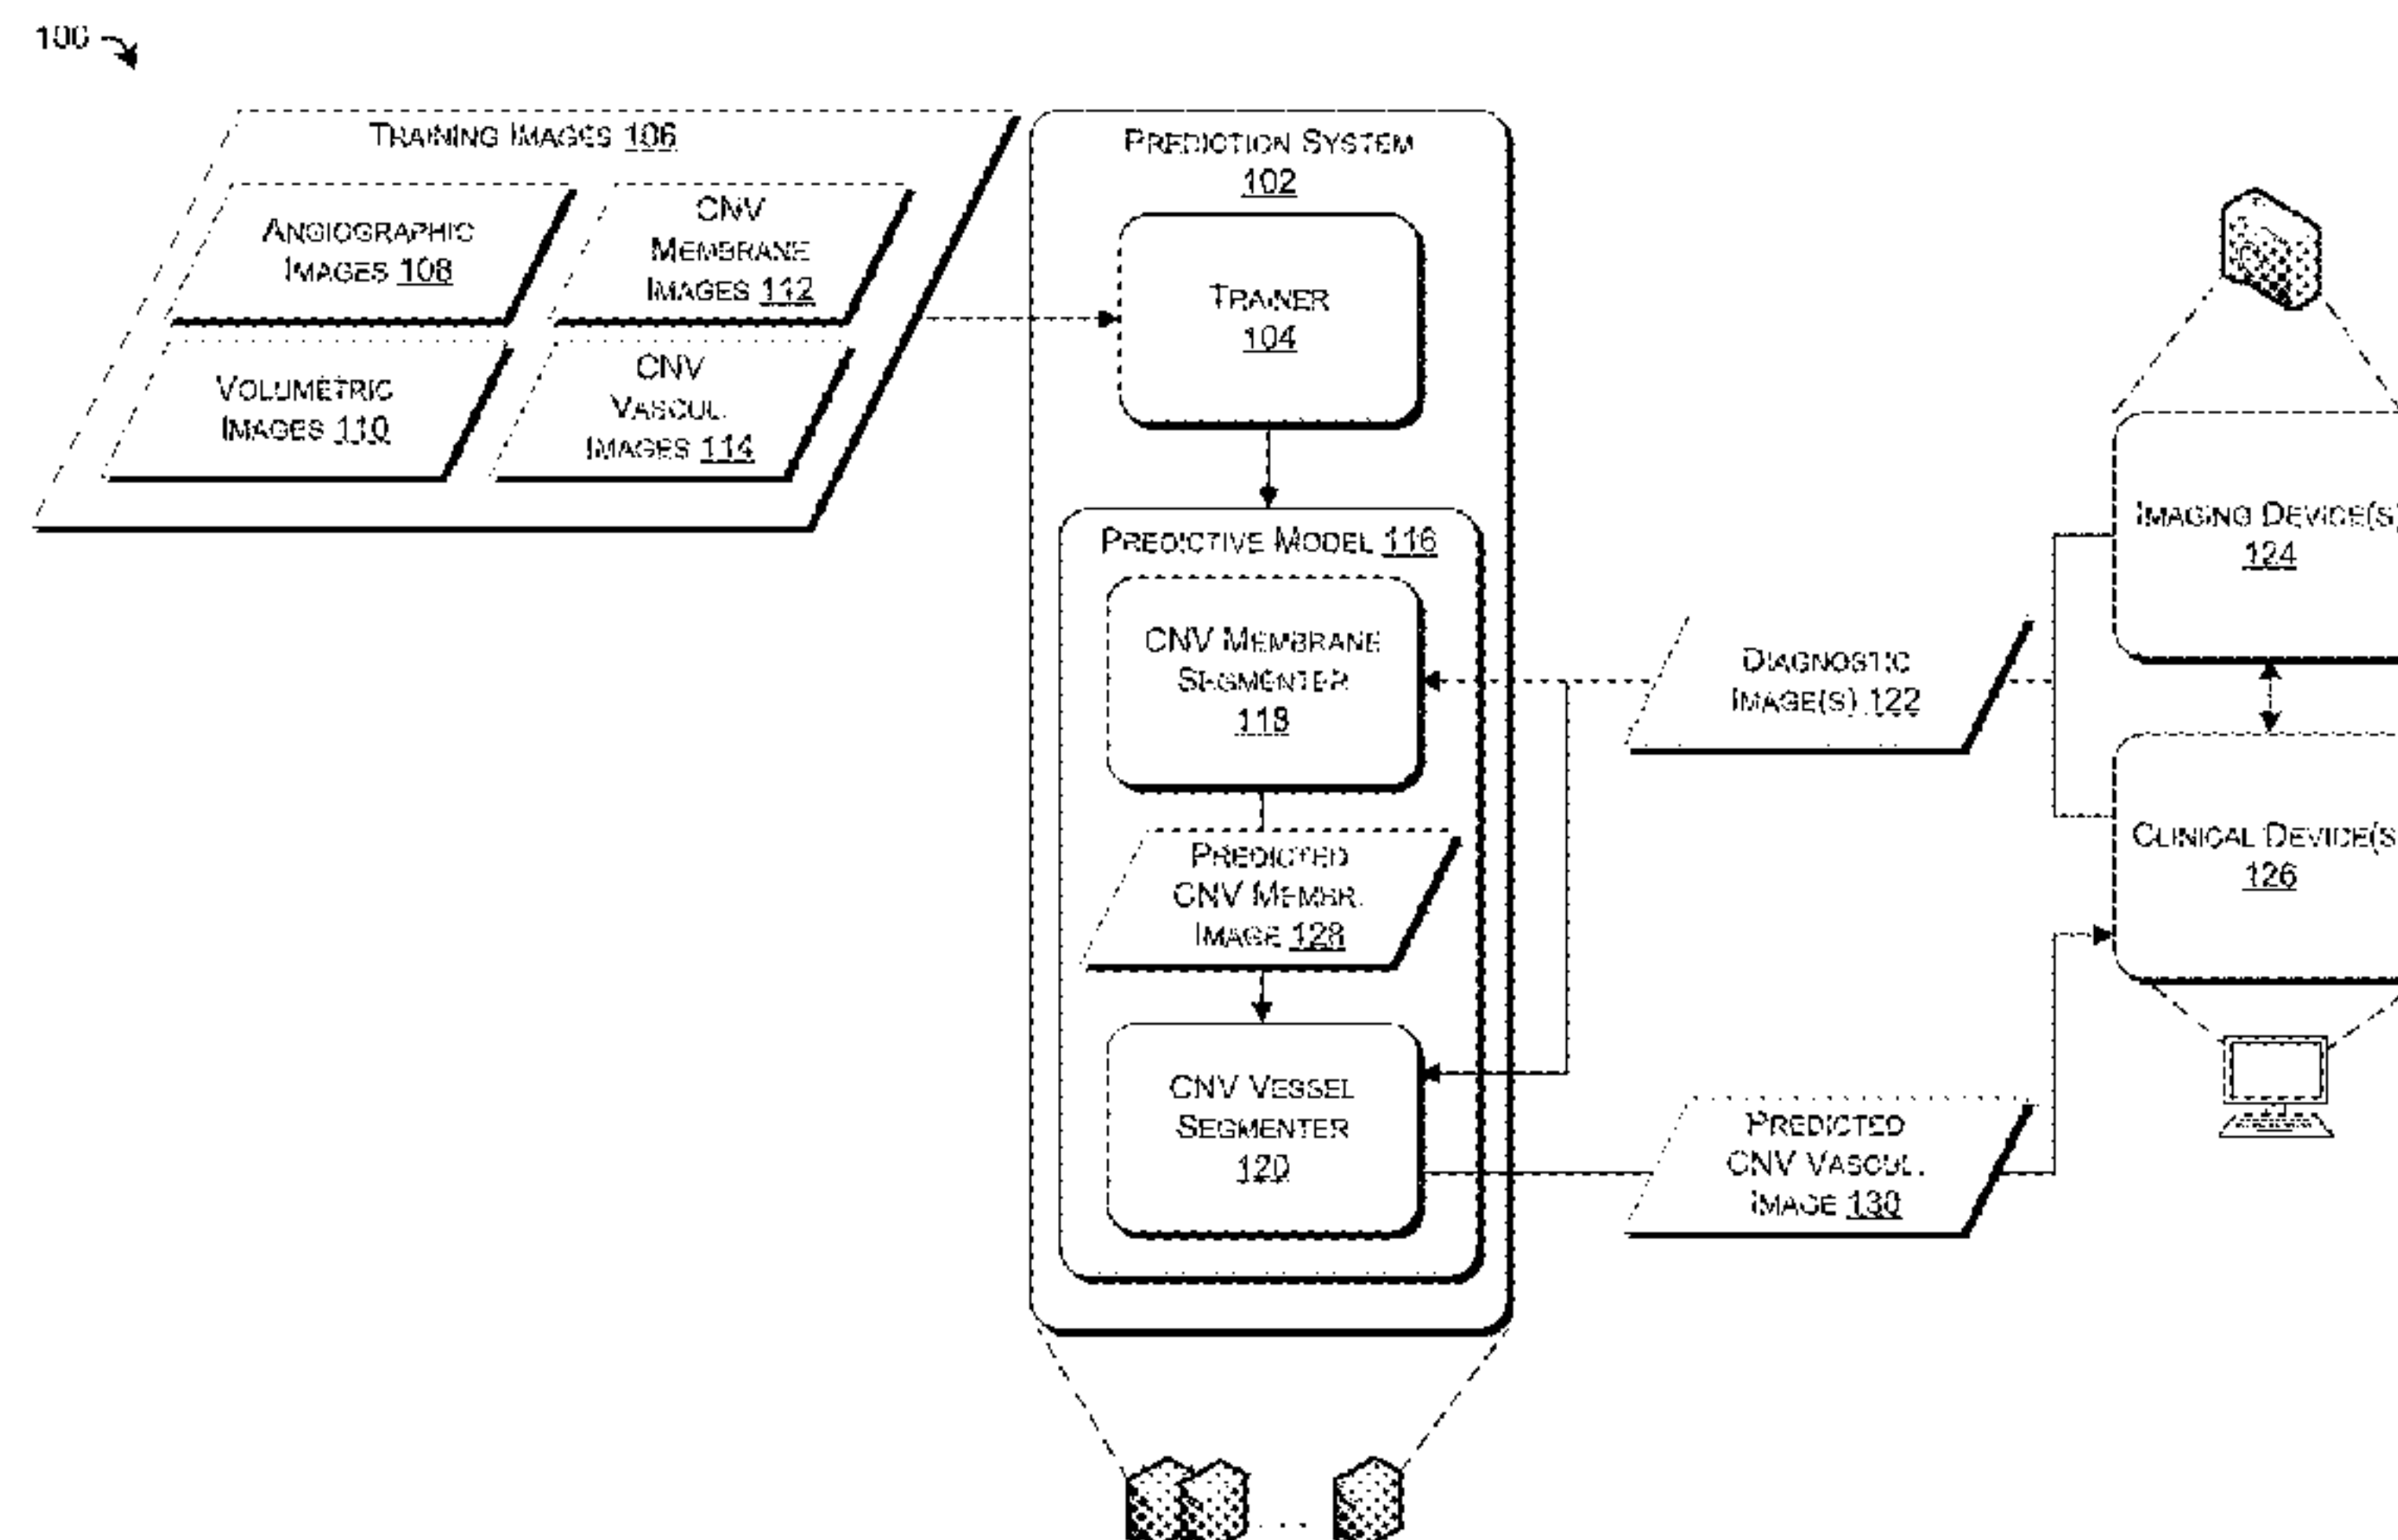 100
TRAINING IMAGES 106
ANGIOGRAPHIC
IMAGES 108
CNV
MEMBRANE
IMAGES 112
VOLUMETRIC
IMAGES 110
CNV
VASCUL.
IMAGES 114
PREDICTION SYSTEM
102
TRAINER
104
PREDICTIVE MODEL 116
CNV MEMBRANE
SEGMENTER
118
PREDICTED
CNV MEMBR.
IMAGE 128
CNV VESSEL
SEGMENTER
120
DIAGNOSTIC
IMAGE(S) 122
PREDICTED
CNV VASCUL.
IMAGE 130
IMAGING DEVICE(S)
124
CLINICAL DEVICE(S
126